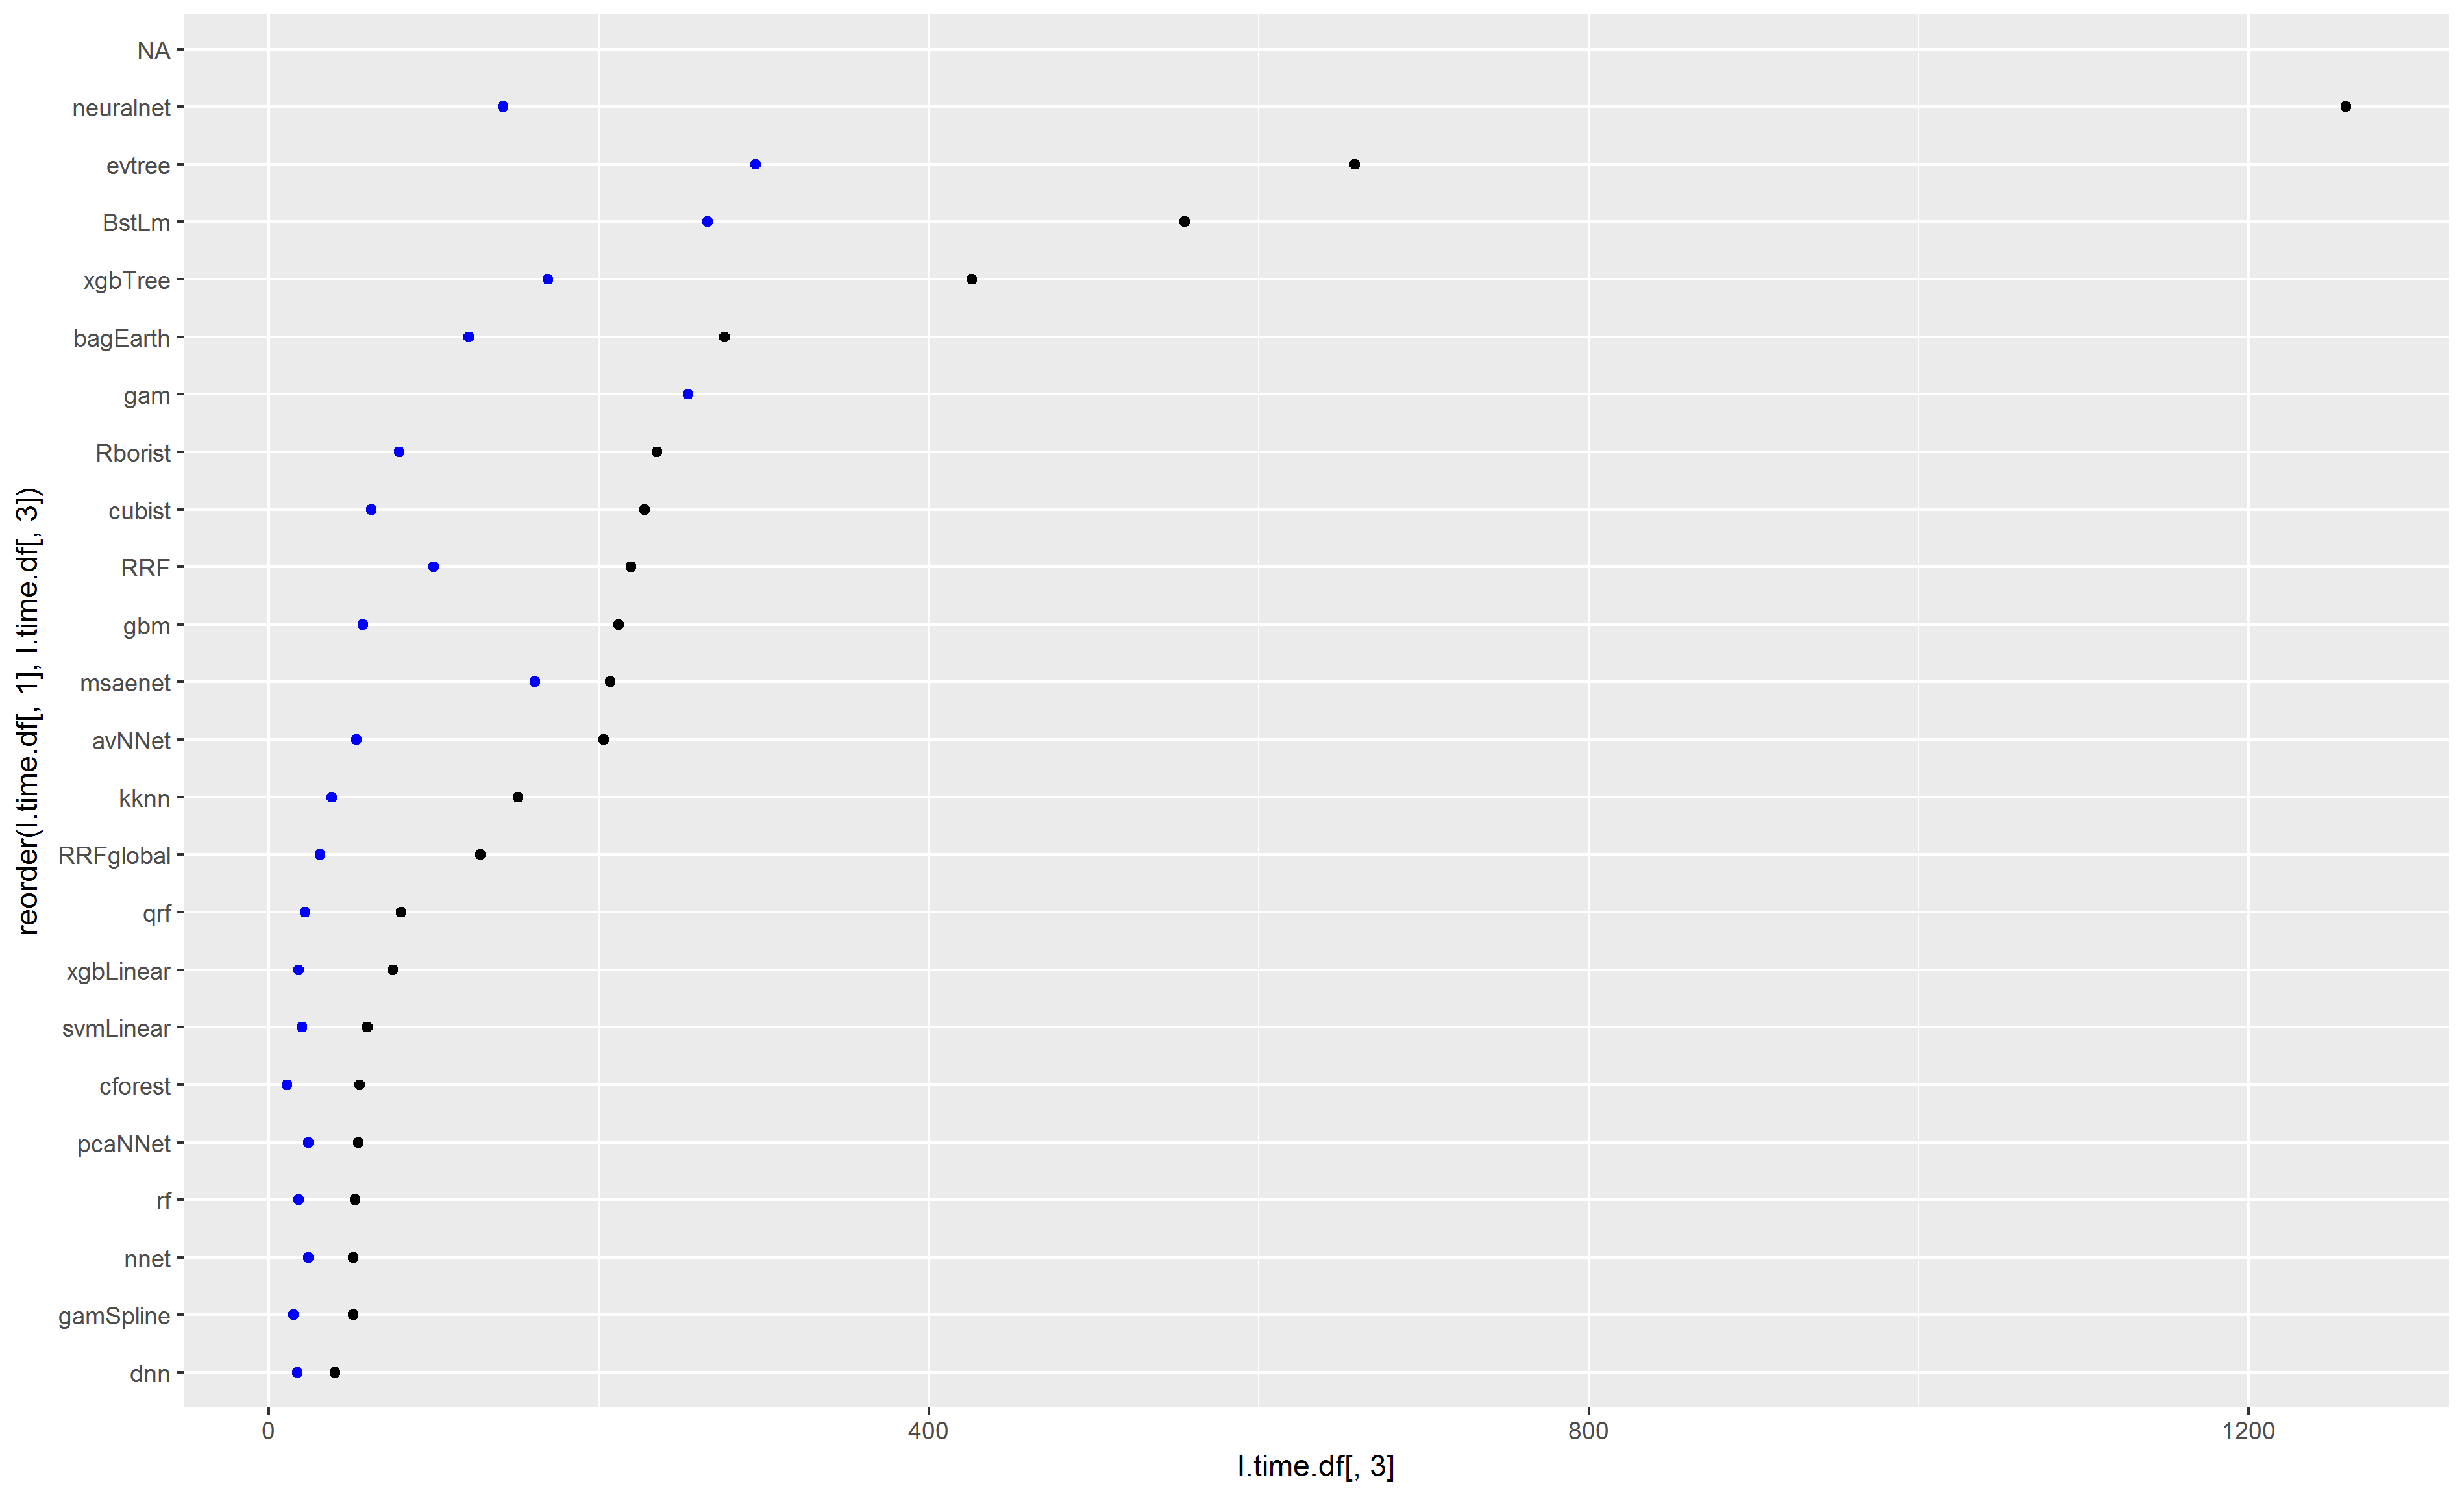 NA
neuralnet
evtree
BstLm
xgbTree
bagEarth
gam
Rborist
cubist
RRF
gbm
msaenet
avNNet
kknn
RRFglobal
qrf
xgbLinear
svmLinear
cforest
pcaNNet
rf
nnet
gamSpline
dnn
reorder(l.time.df[, 1], l.time.df[, 3])
0 400 800 1200
l.time.df[, 3]